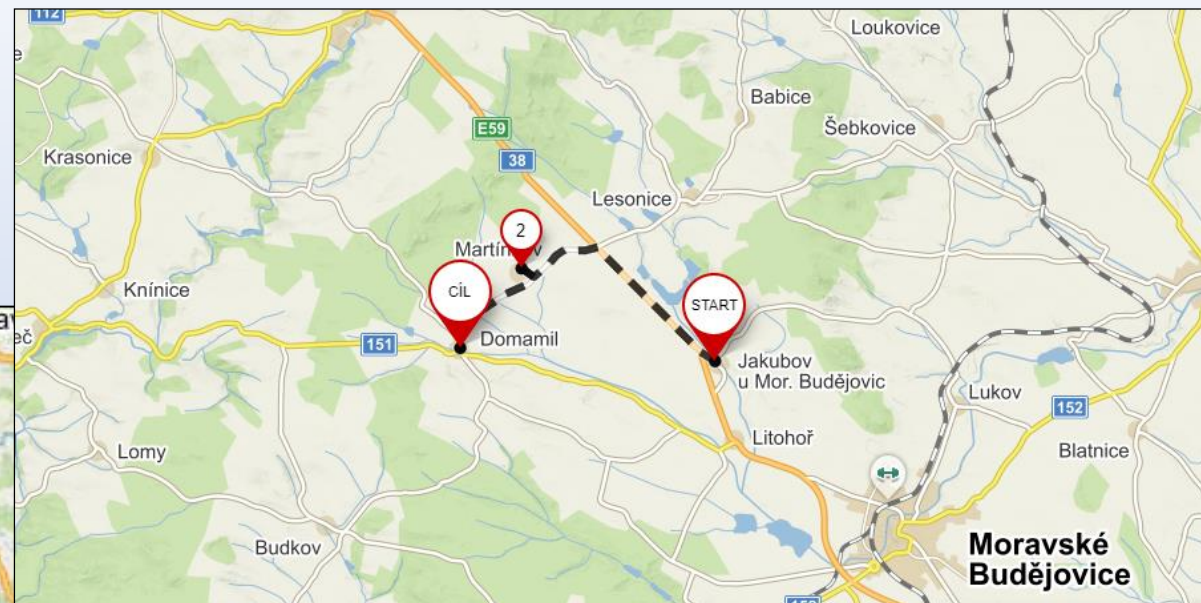 112
Loukovice
Babice
E59
Šebkovice
38
Krasonice
Lesonice
2
CÍL
START
Knínice
151
Domamil
Jakubov
u Mor. Budějovic
Lukov
152
Litohoř
Lomy
Blatnice
Budkov
Moravské
Budějovice